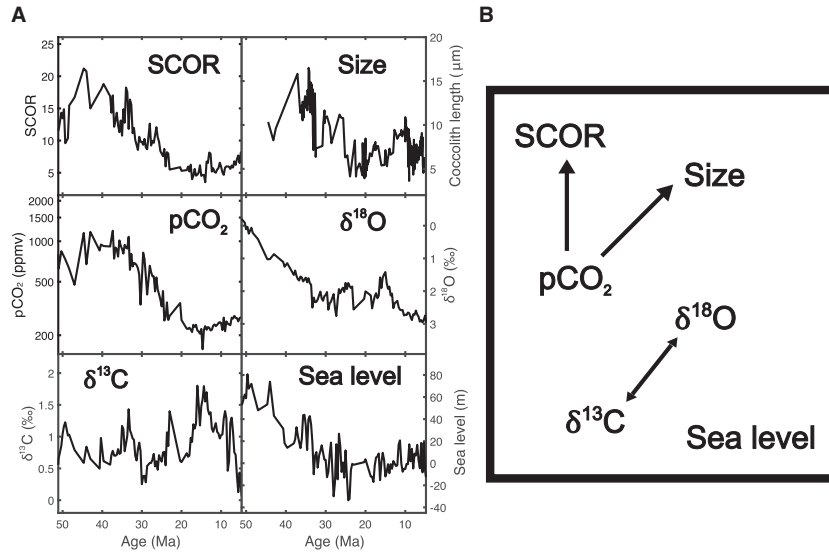 A
B
SCOR
Size
25
20
15
10
5
SCOR
20
15
10
5
Coccolith length (μm)
pCO₂
δ¹⁸O
2000
1500
1000
500
200
pCO₂ (ppmv)
0
1
2
3
δ¹⁸O (‰)
δ¹³C
Sea level
2
1.5
1
0.5
0
δ¹³C (‰)
80
60
40
20
0
-20
-40
Sea level (m)
50 40 30 20 10
50 40 30 20 10
Age (Ma)
Age (Ma)
SCOR
Size
pCO₂
δ¹⁸O
δ¹³C
Sea level